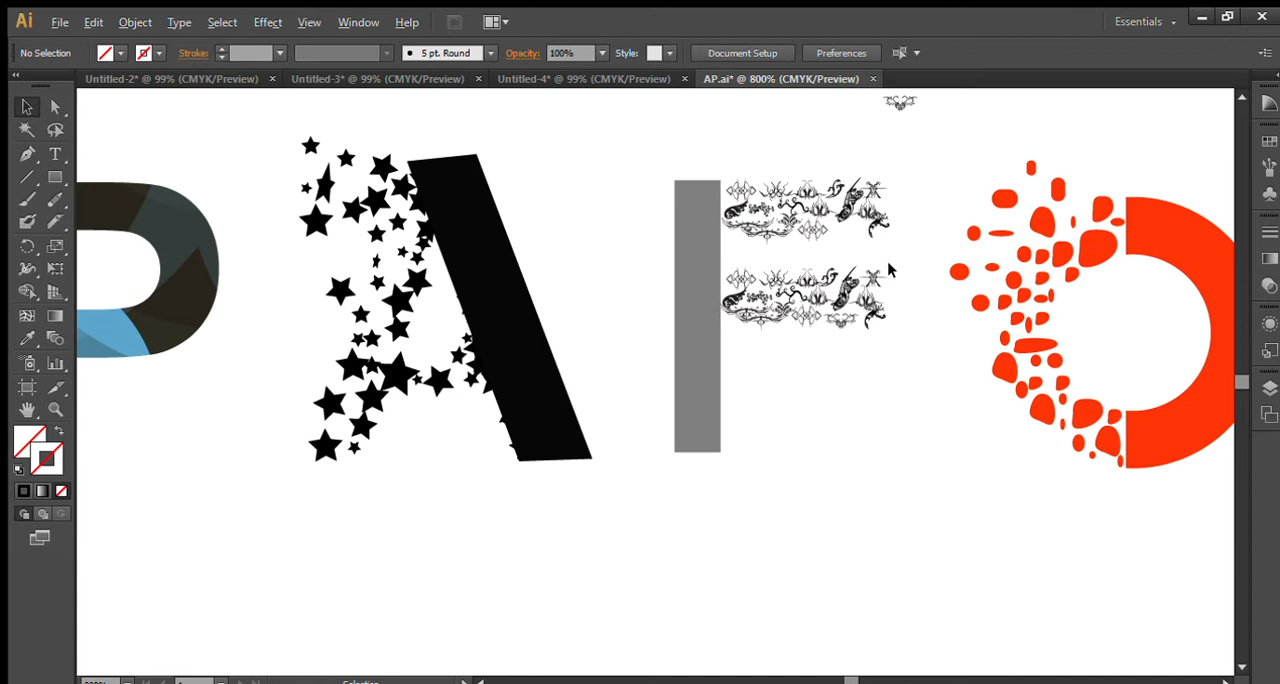 Ai File Edit Object Type Select Effect View Window Help Br Essentials
No Selection Stroke: 5 pt. Round Opacity: 100% Style: Document Setup Preferences
Untitled-2* @ 99% (CMYK/Preview) Untitled-3* @ 99% (CMYK/Preview) Untitled-4* @ 99% (CMYK/Preview) AP.ai* @ 800% (CMYK/Preview)
Selection